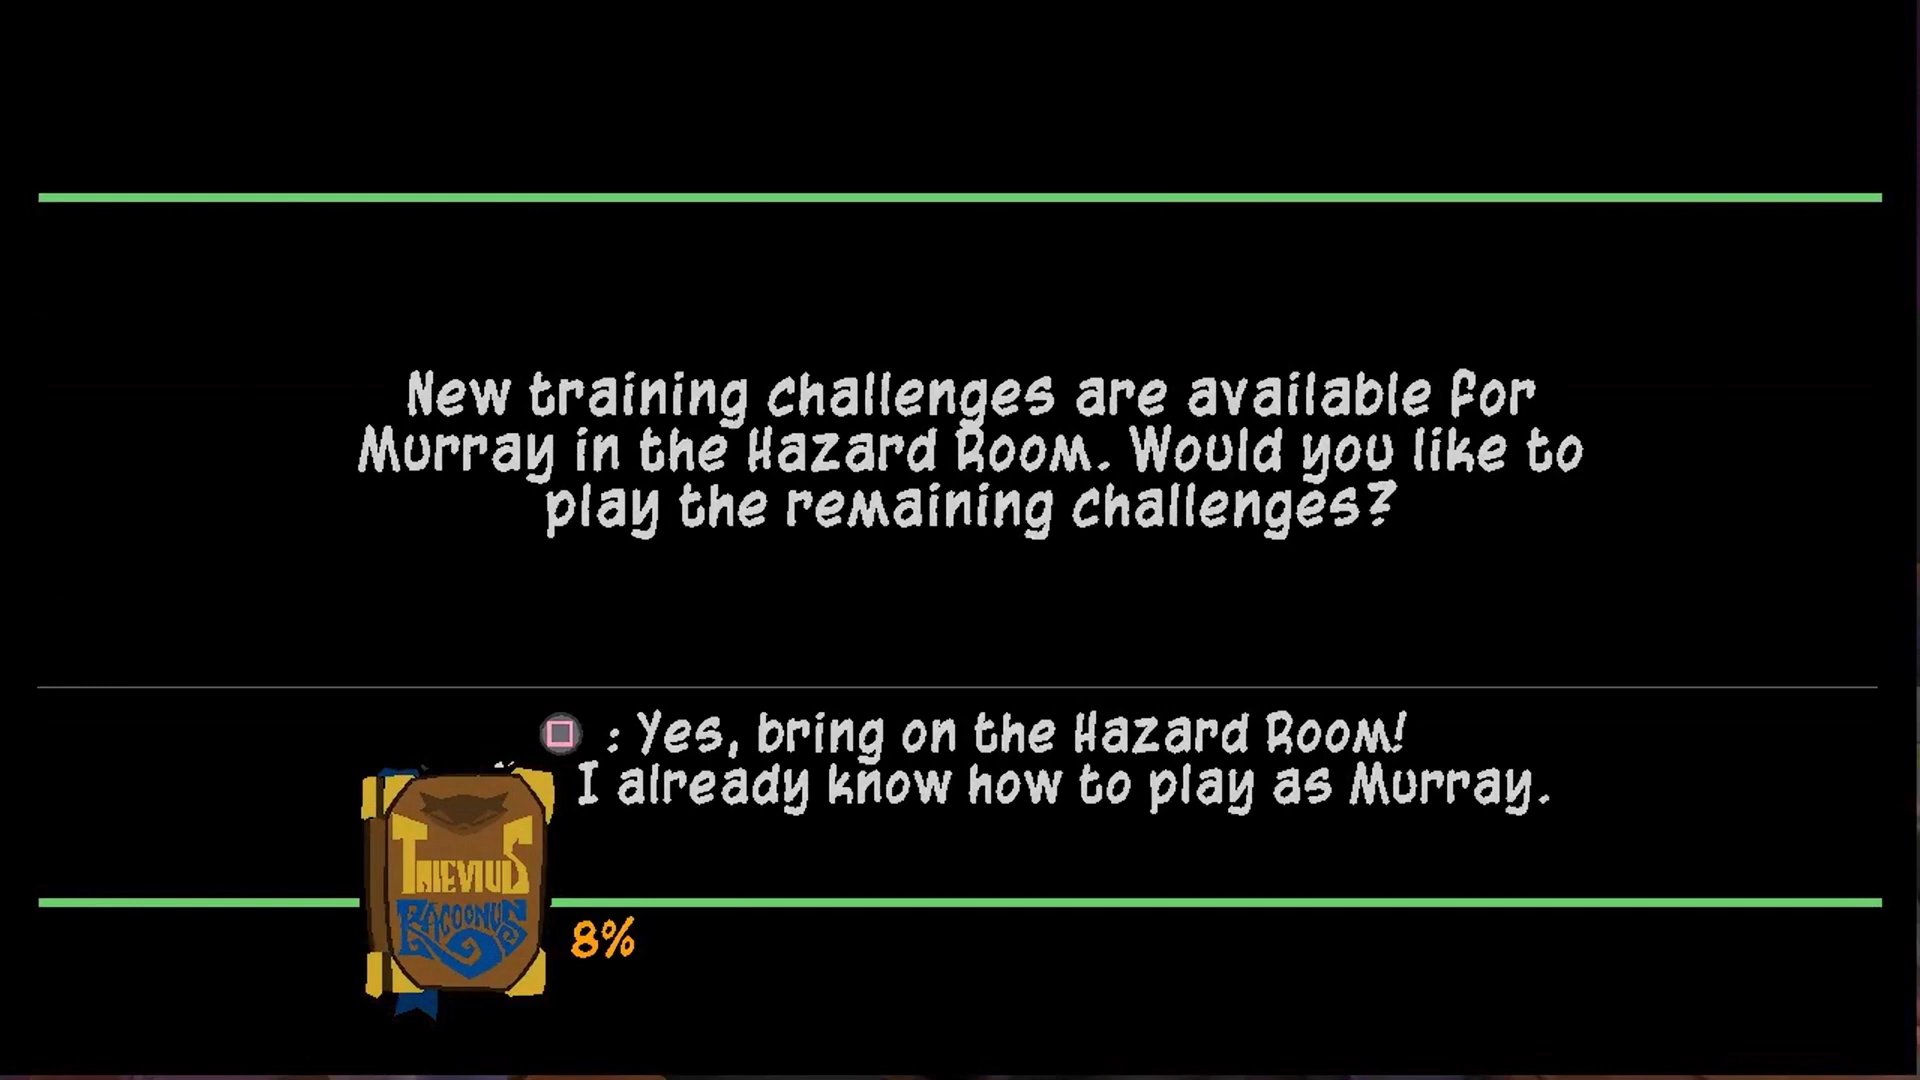 New training challenges are available for
Murray in the Hazard Room. Would you like to
play the remaining challenges?
: Yes, bring on the Hazard Room!
I already know how to play as Murray.
THIEVIUS
RACOONUS
8%